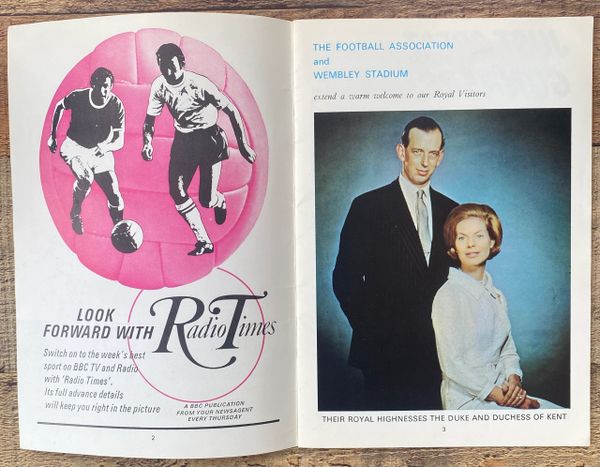 LOOK
FORWARD WITH
Radio Times
Switch on to the week's best
sport on BBC TV and Radio
with 'Radio Times'.
Its full advance details
will keep you right in the picture
A BBC PUBLICATION
FROM YOUR NEWSAGENT
EVERY THURSDAY
2
THE FOOTBALL ASSOCIATION
and
WEMBLEY STADIUM
extend a warm welcome to our Royal Visitors
THEIR ROYAL HIGHNESSES THE DUKE AND DUCHESS OF KENT
3